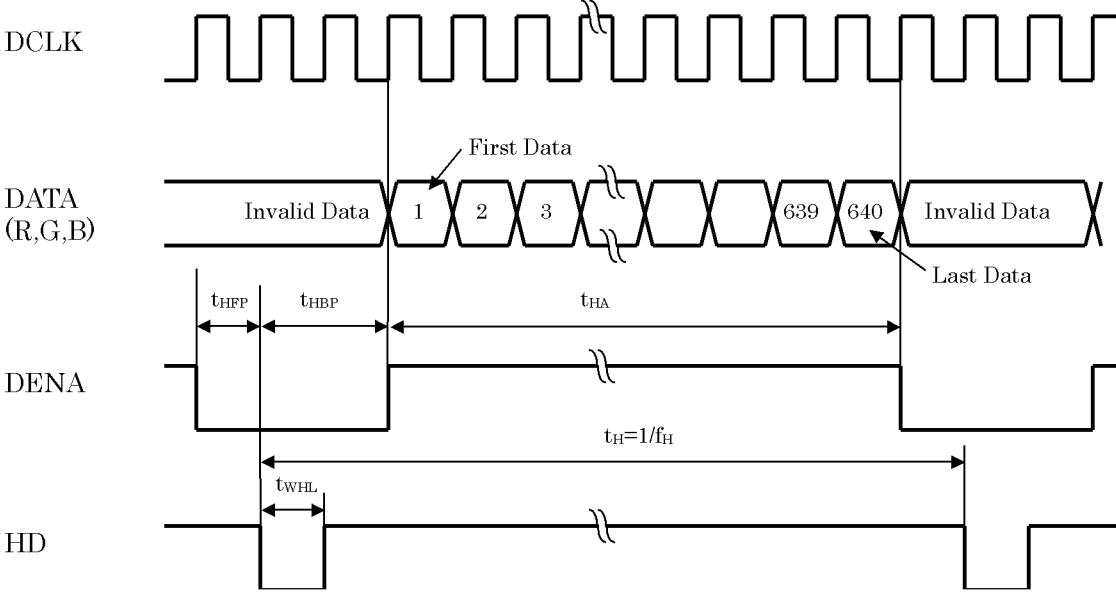 DCLK
First Data
DATA
(R,G,B)
Invalid Data 1 2 3 639 640 Invalid Data
Last Data
tHFP tHBP tHA
DENA
tH=1/fH
tWHL
HD